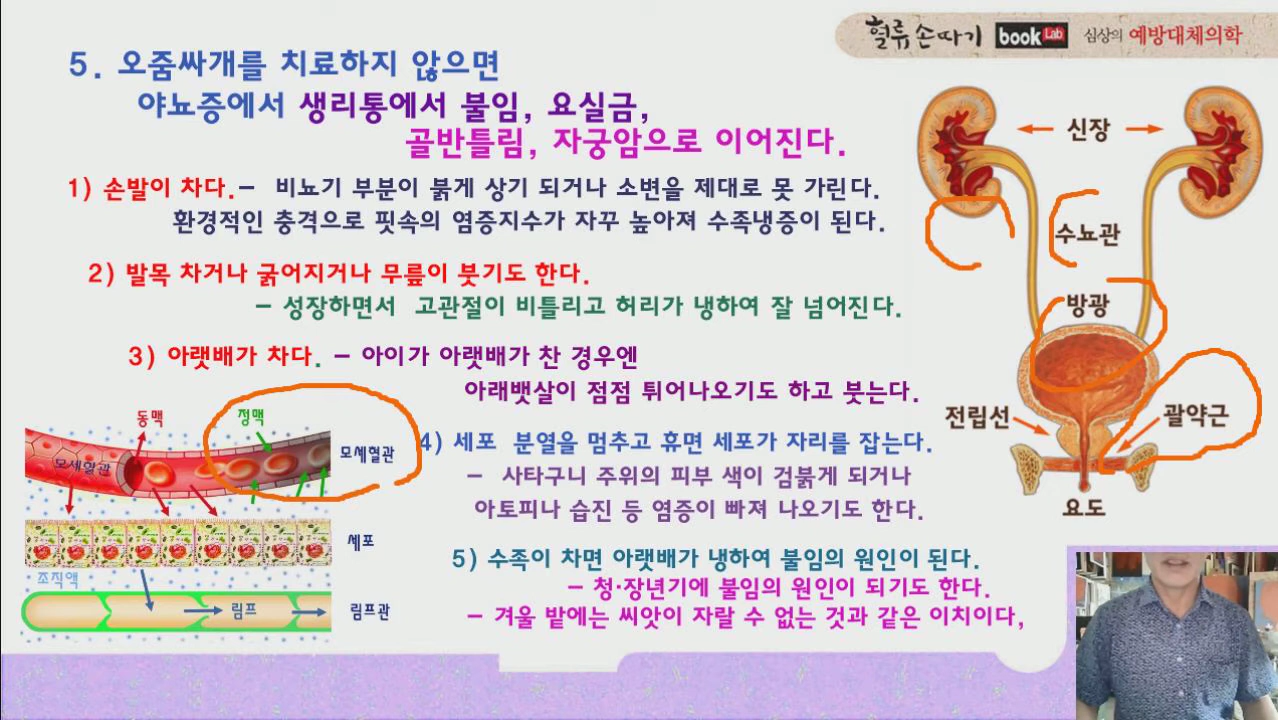 혈류 손따기 book Lab 심상의 예방대체의학
5. 오줌싸개를 치료하지 않으면
야뇨증에서 생리통에서 불임, 요실금,
골반틀림, 자궁암으로 이어진다.
1) 손발이 차다.– 비뇨기 부분이 붉게 상기 되거나 소변을 제대로 못 가린다.
환경적인 충격으로 핏속의 염증지수가 자꾸 높아져 수족냉증이 된다.
2) 발목 차거나 굵어지거나 무릎이 붓기도 한다.
– 성장하면서 고관절이 비틀리고 허리가 냉하여 잘 넘어진다.
3) 아랫배가 차다. – 아이가 아랫배가 찬 경우엔
아래뱃살이 점점 튀어나오기도 하고 붓는다.
4) 세포 분열을 멈추고 휴면 세포가 자리를 잡는다.
– 사타구니 주위의 피부 색이 검붉게 되거나
아토피나 습진 등 염증이 빠져 나오기도 한다.
5) 수족이 차면 아랫배가 냉하여 불임의 원인이 된다.
– 청·장년기에 불임의 원인이 되기도 한다.
– 겨울 밭에는 씨앗이 자랄 수 없는 것과 같은 이치이다,
신장
수뇨관
방광
전립선
괄약근
요도
동맥
정맥
모세혈관
모세혈관
세포
조직액
림프
림프관